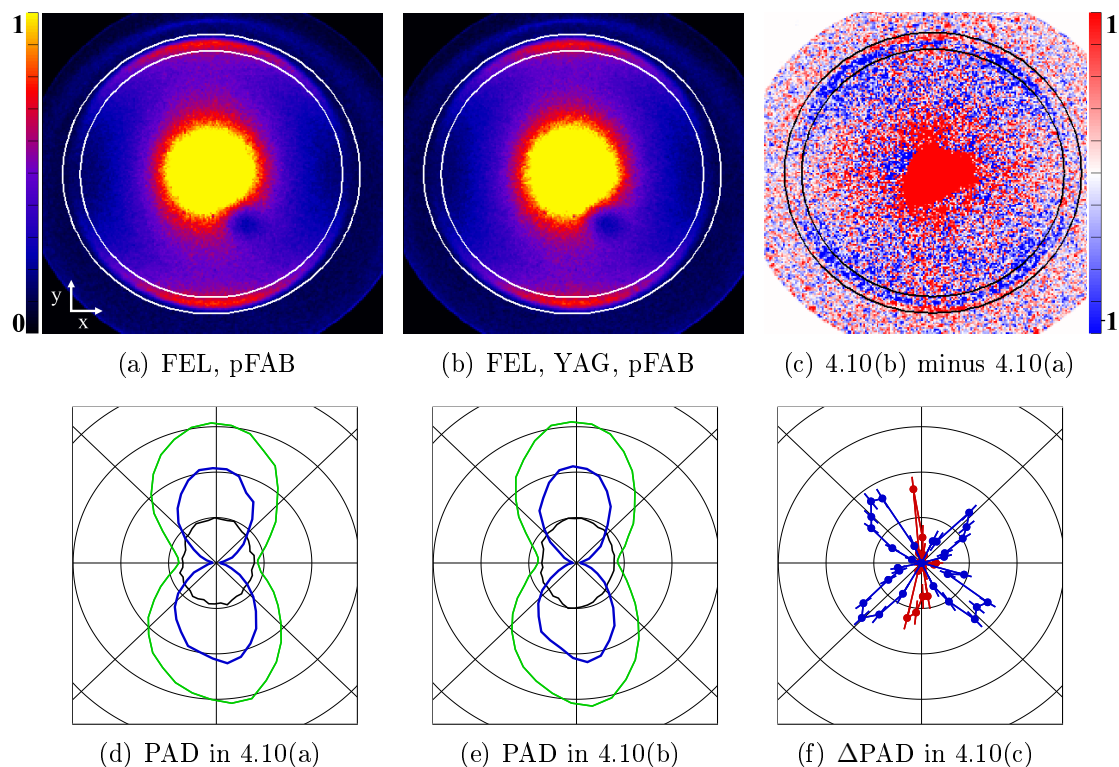 1
0
y
x
1
-1
(a) FEL, pFAB
(b) FEL, YAG, pFAB
(c) 4.10(b) minus 4.10(a)
(d) PAD in 4.10(a)
(e) PAD in 4.10(b)
(f) ΔPAD in 4.10(c)